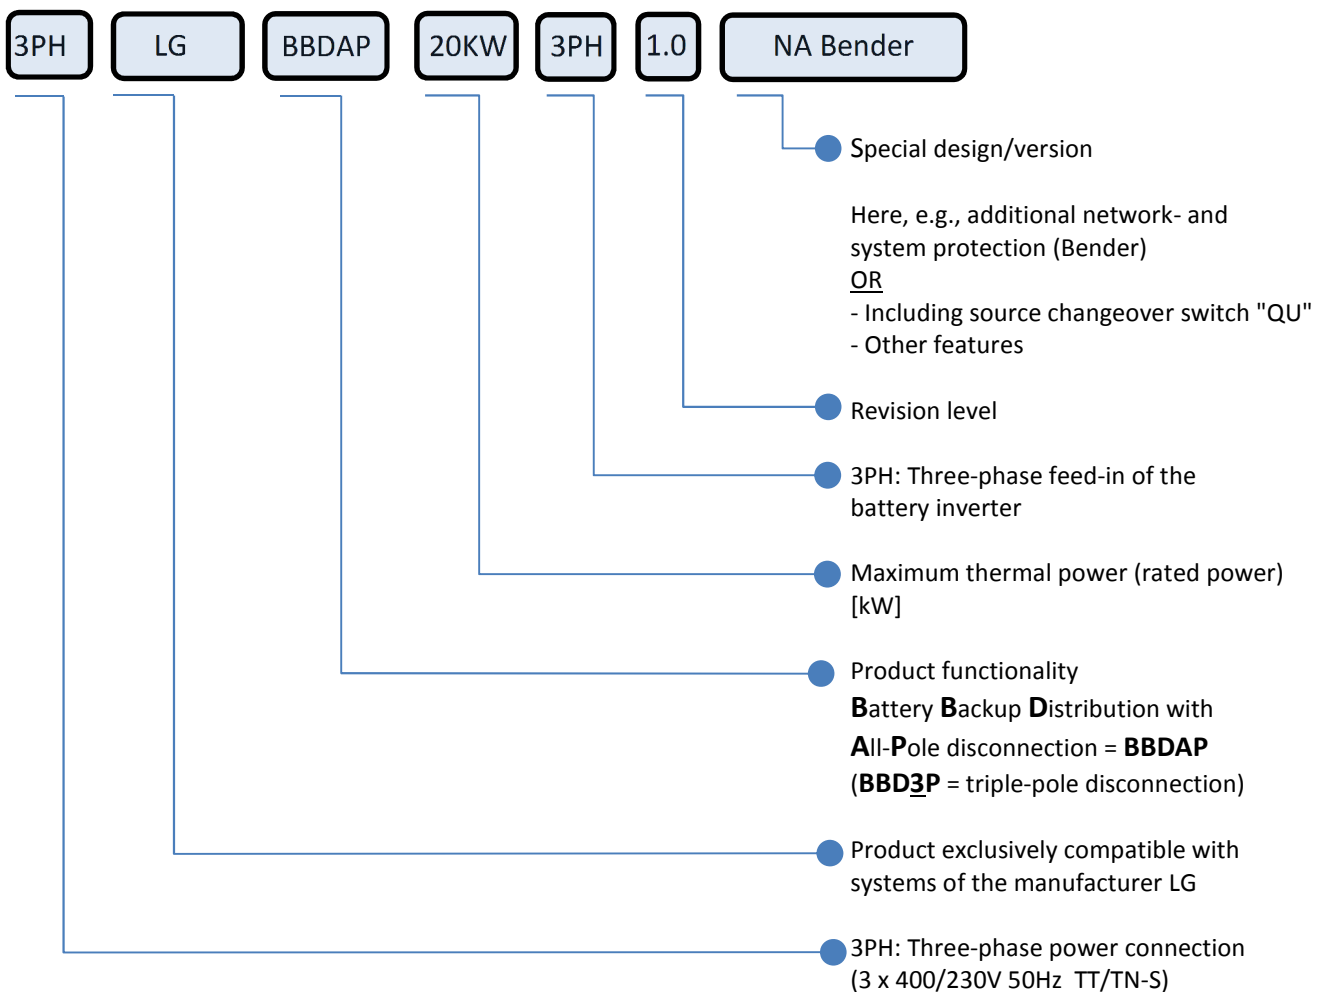 3PH LG BBDAP 20KW 3PH 1.0 NA Bender
Special design/version
Here, e.g., additional network- and
system protection (Bender)
OR
- Including source changeover switch "QU"
- Other features
Revision level
3PH: Three-phase feed-in of the
battery inverter
Maximum thermal power (rated power)
[kW]
Product functionality
Battery Backup Distribution with
All-Pole disconnection = BBDAP
(BBD3P = triple-pole disconnection)
Product exclusively compatible with
systems of the manufacturer LG
3PH: Three-phase power connection
(3 x 400/230V 50Hz TT/TN-S)